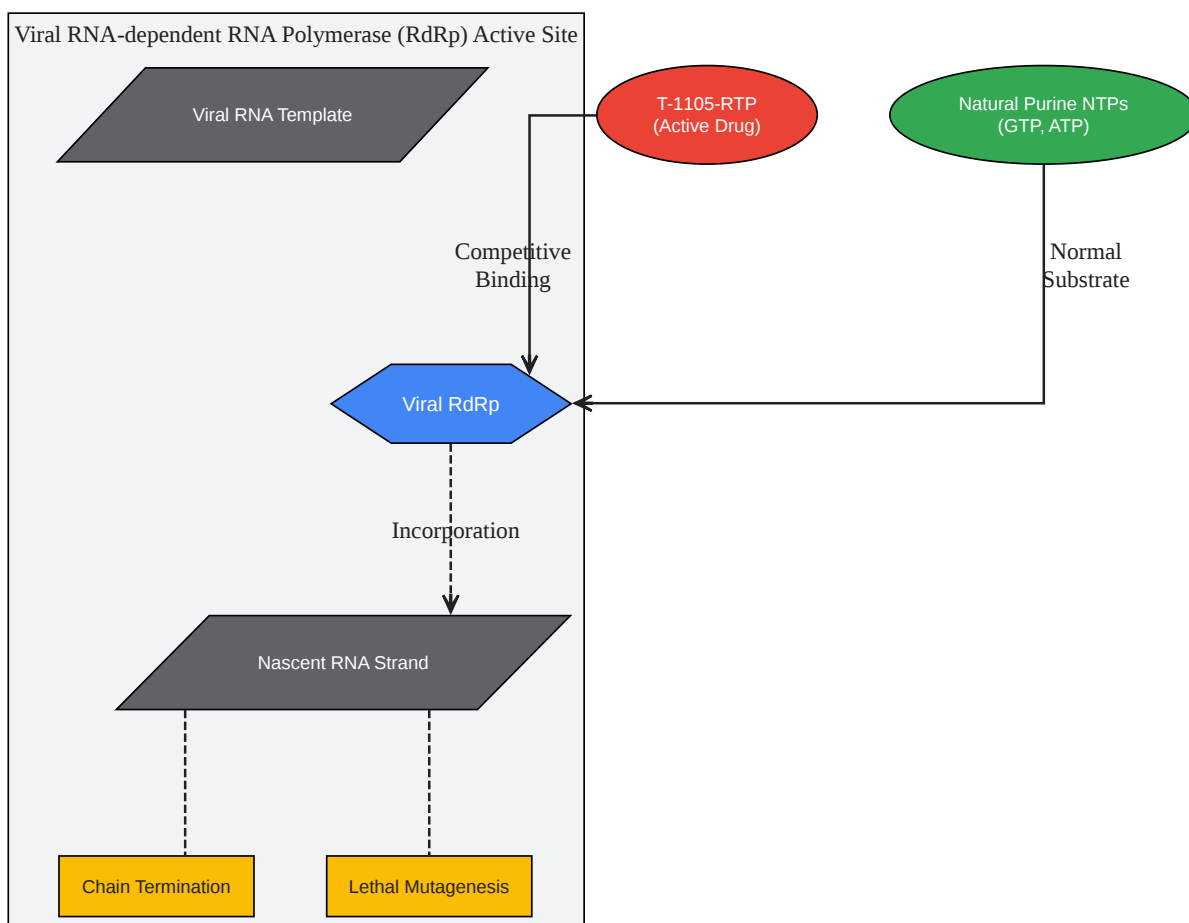 Viral RNA-dependent RNA Polymerase (RdRp) Active Site
Viral RNA Template
T-1105-RTP
(Active Drug)
Natural Purine NTPs
(GTP, ATP)
Competitive
Binding
Normal
Substrate
Viral RdRp
Incorporation
Nascent RNA Strand
Chain Termination
Lethal Mutagenesis